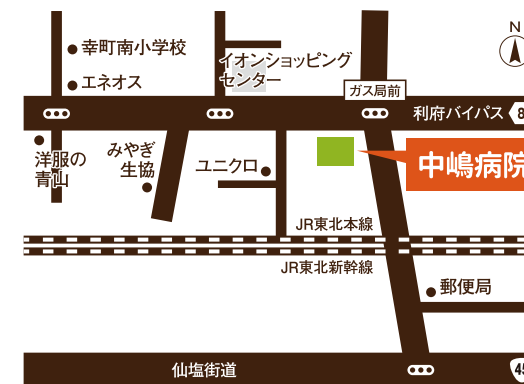 N
幸町南小学校
エネオス
イオンショッピング
センター
ガス局前
利府バイパス
8
洋服の
青山
みやぎ
生協
ユニクロ
中嶋病院
JR東北本線
JR東北新幹線
郵便局
仙塩街道
45